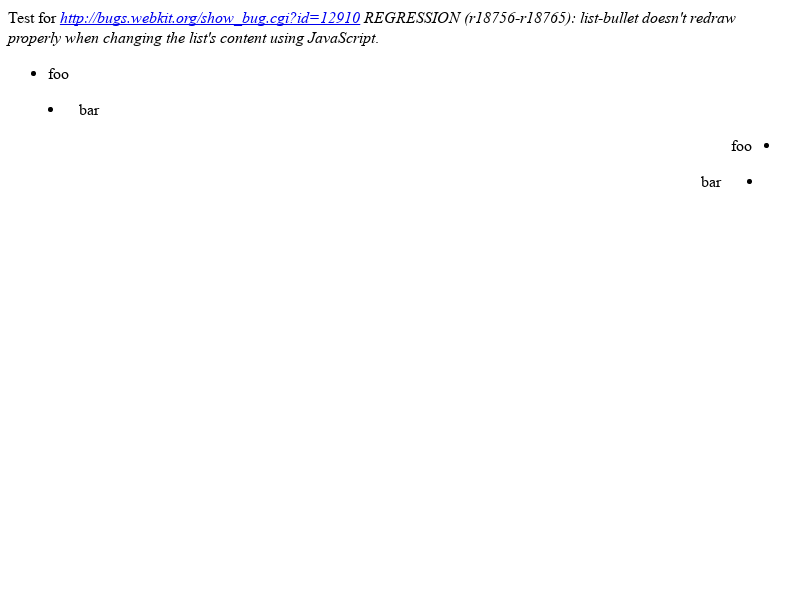 Test for http://bugs.webkit.org/show_bug.cgi?id=12910 REGRESSION (r18756-r18765): list-bullet doesn't redraw
properly when changing the list's content using JavaScript.
• foo
• bar
foo •
bar •